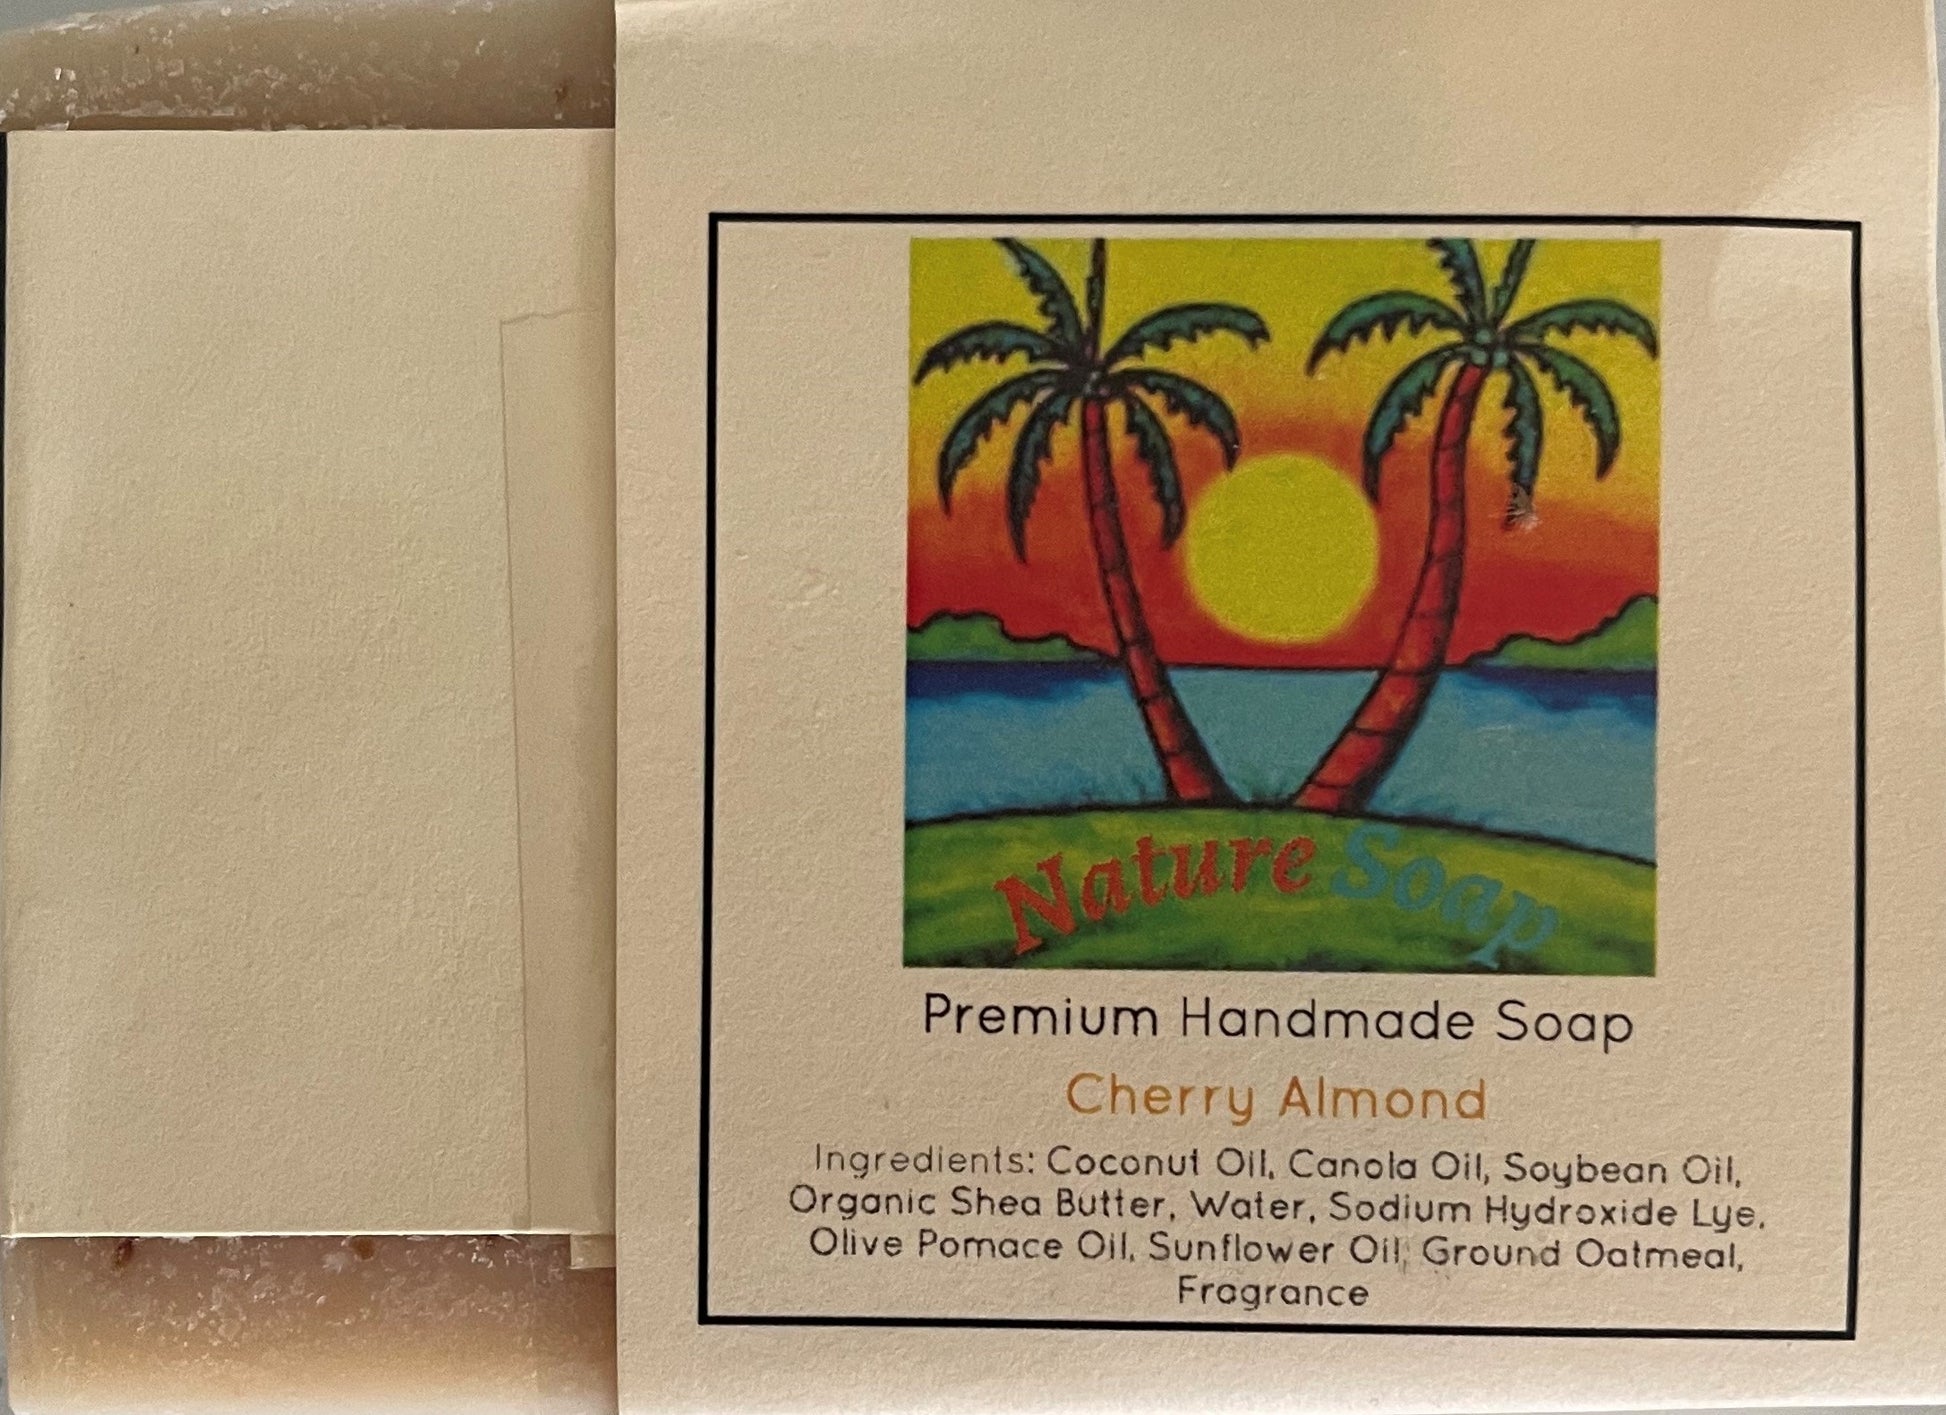 Nature Soap
Premium Handmade Soap
Cherry Almond
Ingredients: Coconut Oil, Canola Oil, Soybean Oil,
Organic Shea Butter, Water, Sodium Hydroxide Lye,
Olive Pomace Oil, Sunflower Oil, Ground Oatmeal,
Fragrance